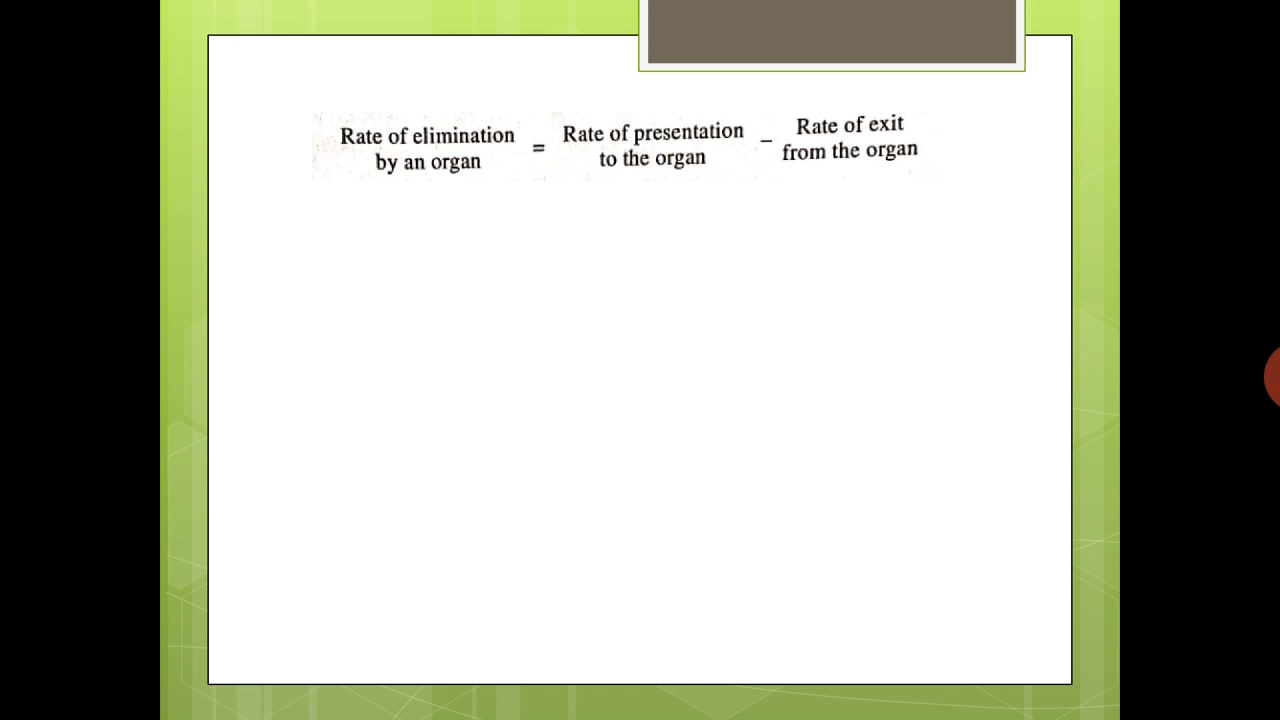 Rate of elimination = Rate of presentation − Rate of exit
by an organ to the organ from the organ